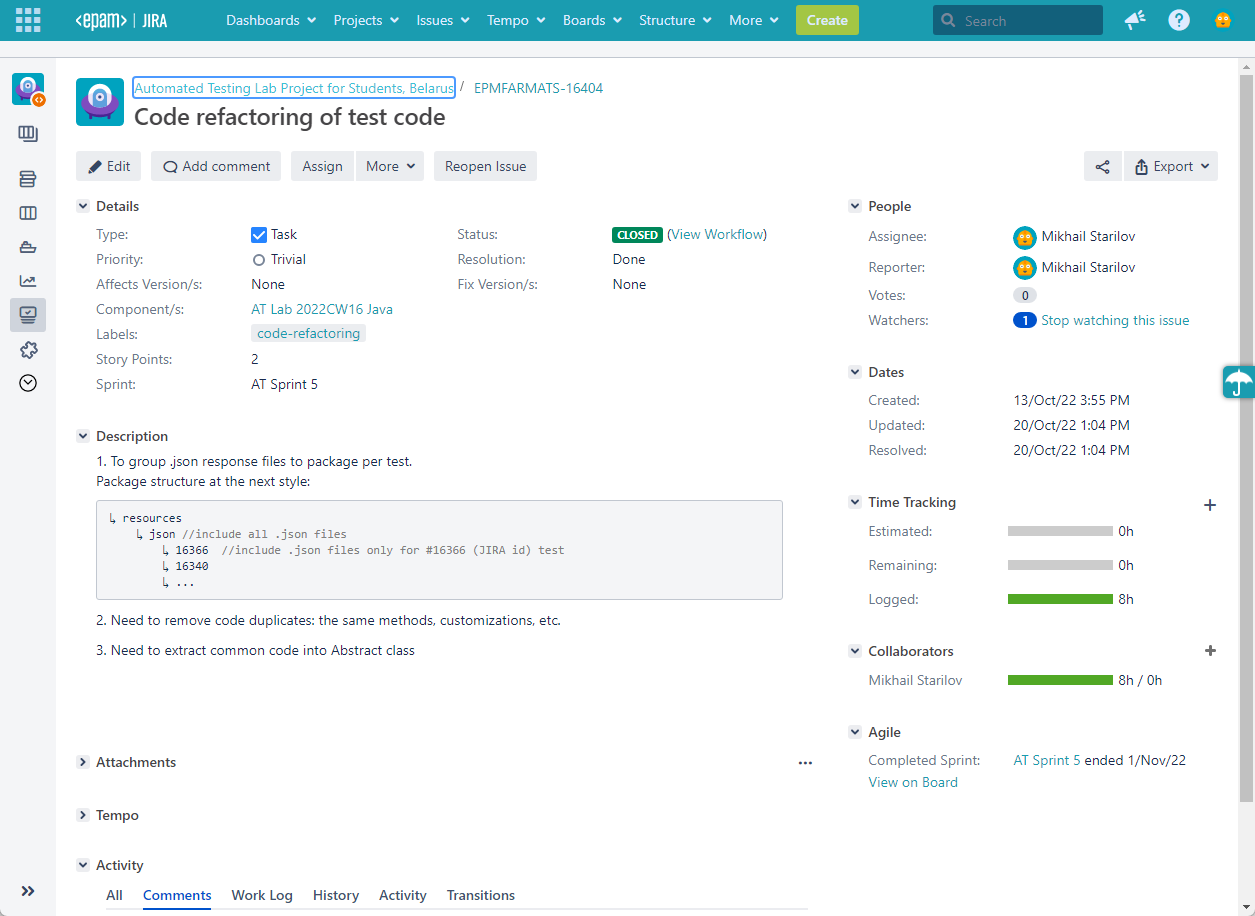 <epam> | JIRA Dashboards Projects Issues Tempo Boards Structure More Create Search
Automated Testing Lab Project for Students, Belarus / EPMFARMATS-16404
Code refactoring of test code
Edit Add comment Assign More Reopen Issue Export
Details
Type: Task
Status: CLOSED (View Workflow)
Priority: Trivial
Resolution: Done
Affects Version/s: None
Fix Version/s: None
Component/s: AT Lab 2022CW16 Java
Labels: code-refactoring
Story Points: 2
Sprint: AT Sprint 5
Description
1. To group .json response files to package per test.
Package structure at the next style:
↳ resources
↳ json //include all .json files
↳ 16366 //include .json files only for #16366 (JIRA id) test
↳ 16340
↳ ...
2. Need to remove code duplicates: the same methods, customizations, etc.
3. Need to extract common code into Abstract class
Attachments
Tempo
Activity
All Comments Work Log History Activity Transitions
People
Assignee: Mikhail Starilov
Reporter: Mikhail Starilov
Votes: 0
Watchers: 1 Stop watching this issue
Dates
Created: 13/Oct/22 3:55 PM
Updated: 20/Oct/22 1:04 PM
Resolved: 20/Oct/22 1:04 PM
Time Tracking
Estimated: 0h
Remaining: 0h
Logged: 8h
Collaborators
Mikhail Starilov 8h / 0h
Agile
Completed Sprint: AT Sprint 5 ended 1/Nov/22
View on Board